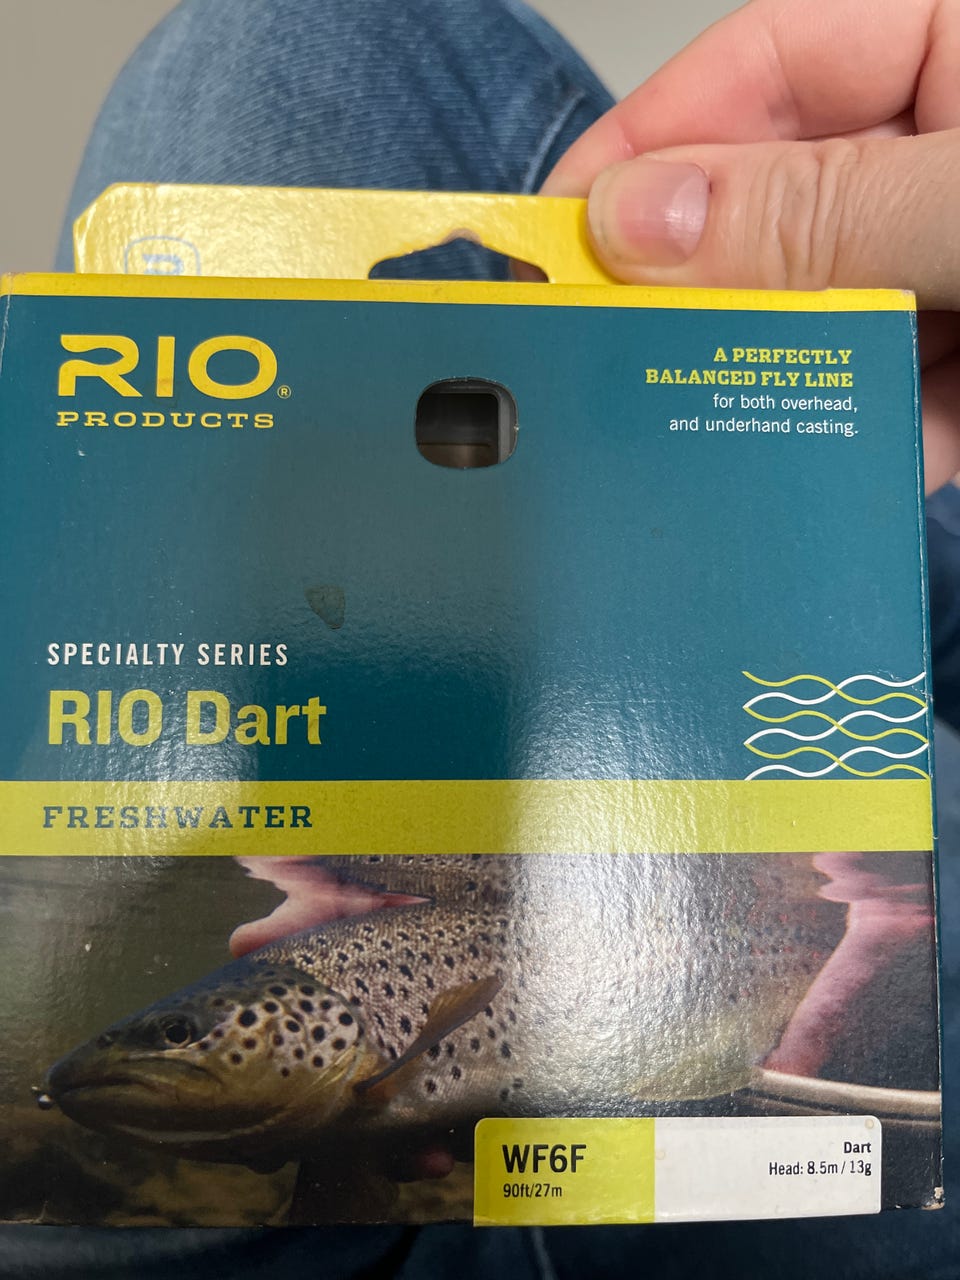 RIO®
PRODUCTS
A PERFECTLY
BALANCED FLY LINE
for both overhead,
and underhand casting.
SPECIALTY SERIES
RIO Dart
FRESHWATER
WF6F
90ft/27m
Dart
Head: 8.5m / 13g